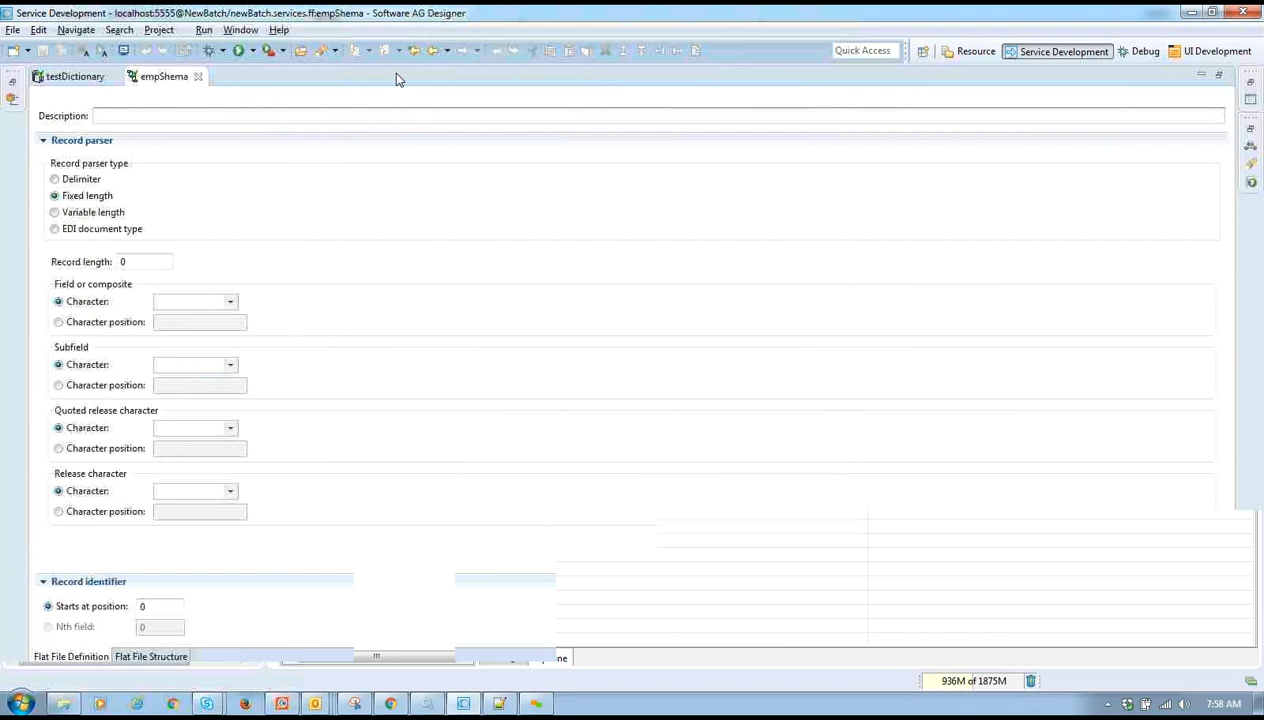 Service Development - localhost:5555@NewBatch/newBatch.services.ff:empShema - Software AG Designer
File Edit Navigate Search Project Run Window Help
Quick Access Resource Service Development Debug UI Development
testDictionary empShema
Description:
Record parser
Record parser type
Delimiter
Fixed length
Variable length
EDI document type
Record length: 0
Field or composite
Character:
Character position:
Subfield
Character:
Character position:
Quoted release character
Character:
Character position:
Release character
Character:
Character position:
Record identifier
Starts at position: 0
Nth field: 0
Flat File Definition Flat File Structure
936M of 1875M
7:58 AM